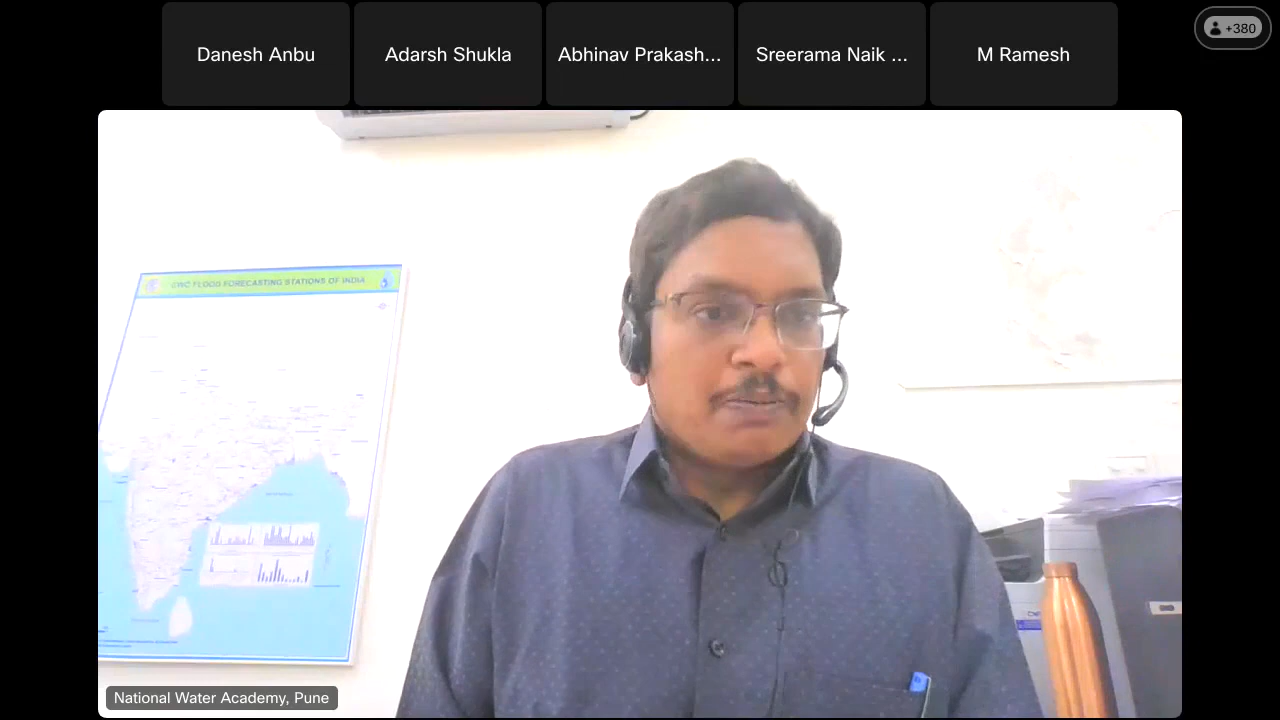 Danesh Anbu
Adarsh Shukla
Abhinav Prakash...
Sreerama Naik ...
M Ramesh
+380
CWC FLOOD FORECASTING STATIONS OF INDIA
National Water Academy, Pune